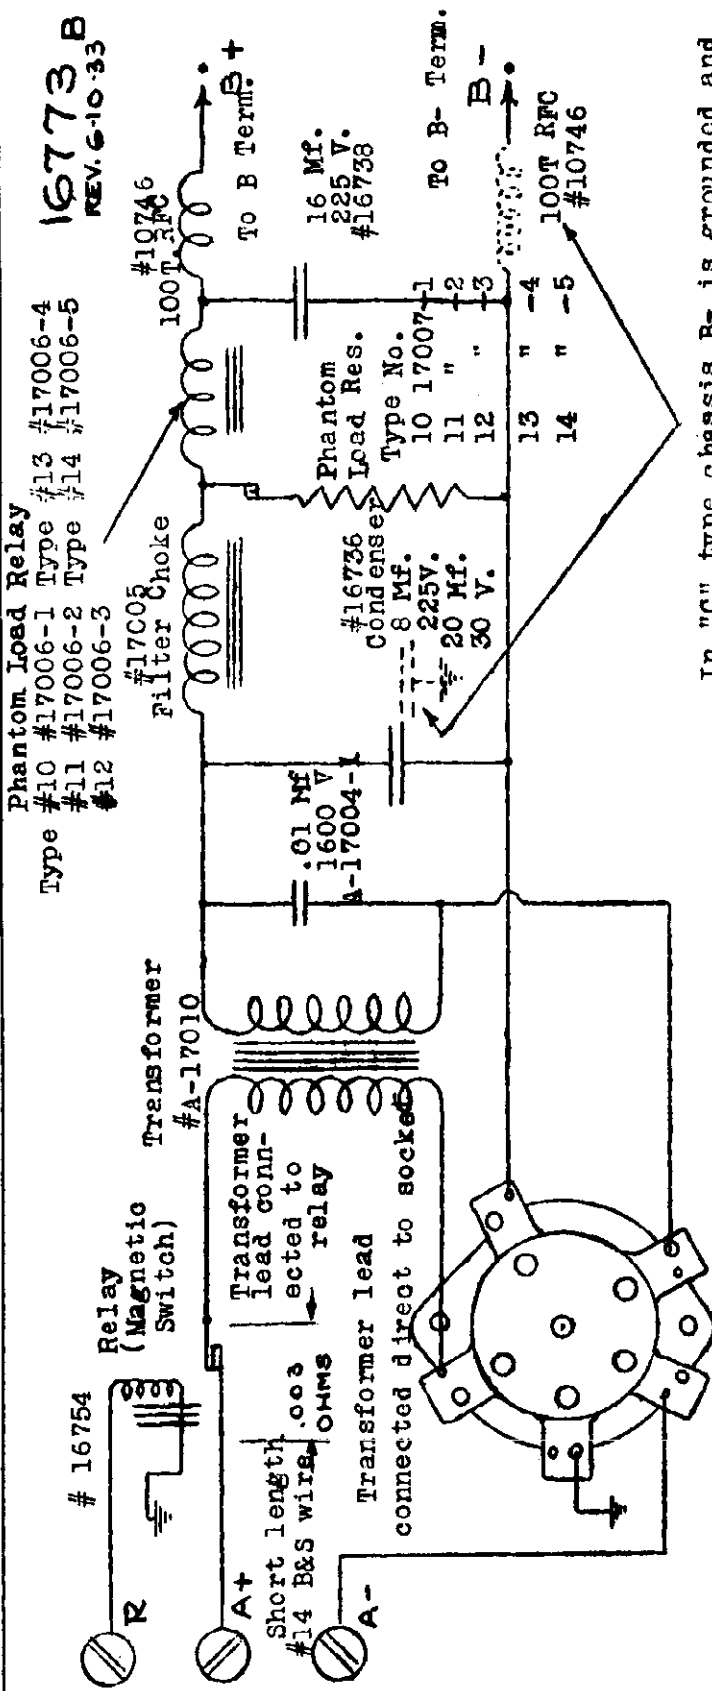 16773 B
REV. 6-10-33
Phantom Load Relay
Type #10 #17006-1 Type #13 #17006-4
#11 #17006-2 Type #14 #17006-5
#12 #17006-3
# 16754
Relay
(Magnetic
Switch)
Transformer
#A-17010
#17005
Filter Choke
#10746
100T. RFC
B+
To B Term.
R
A+
A-
Short length
#14 B&S wire
.003
OHMS
Transformer
lead conn-
ected to
relay
Transformer lead
connected direct to socket
.01 Mf
1600 V
A-17004-1
#16736
Condenser
8 Mf.
225V.
20 Mf.
30 V.
Phantom
Load Res.
Type No.
10 17007-1
11 " -2
12 " -3
13 " -4
14 " -5
16 Mf.
225 V.
#16738
To B- Term.
B-
100T RFC
#10746
In "C" type chassis B- is grounded and